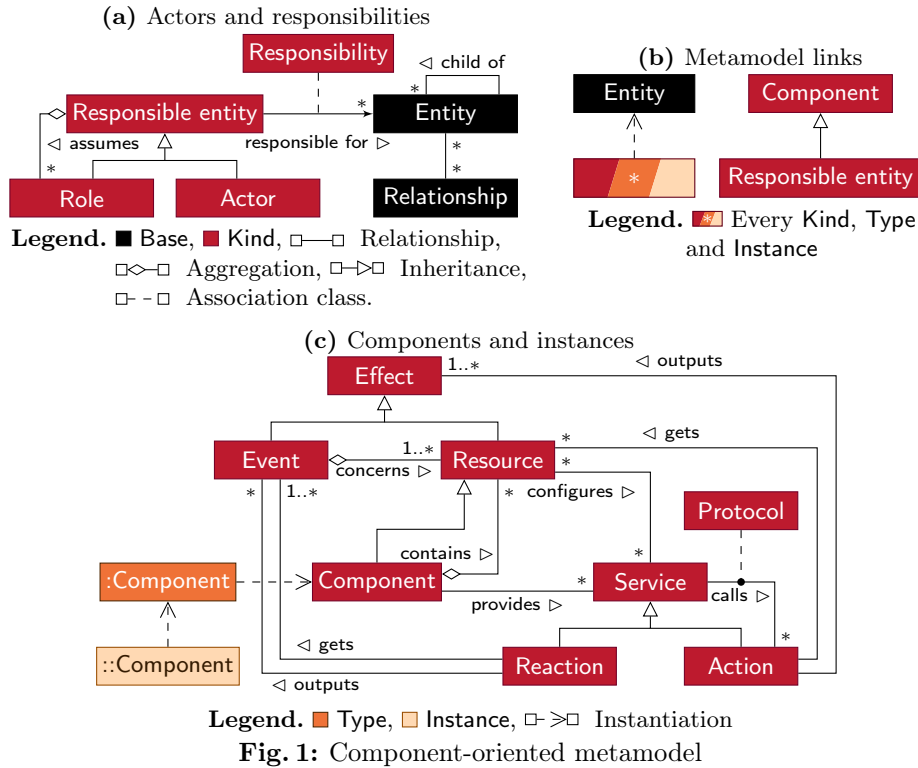 (a) Actors and responsibilities
Responsibility
◁ child of
*
Responsible entity
*
Entity
◁ assumes
responsible for ▷
*
*
*
Role
Actor
Relationship
Legend. Base, Kind, Relationship,
Aggregation, Inheritance,
Association class.
(b) Metamodel links
Entity
Component
*
Responsible entity
Legend. * Every Kind, Type
and Instance
(c) Components and instances
Effect
1..*
◁ outputs
Event
1..*
concerns ▷
Resource
*
◁ gets
*
*
1..*
*
configures ▷
Protocol
contains ▷
*
:Component
Component
*
Service
provides ▷
calls ▷
*
::Component
◁ gets
Reaction
Action
◁ outputs
Legend. Type, Instance, Instantiation
Fig. 1: Component-oriented metamodel